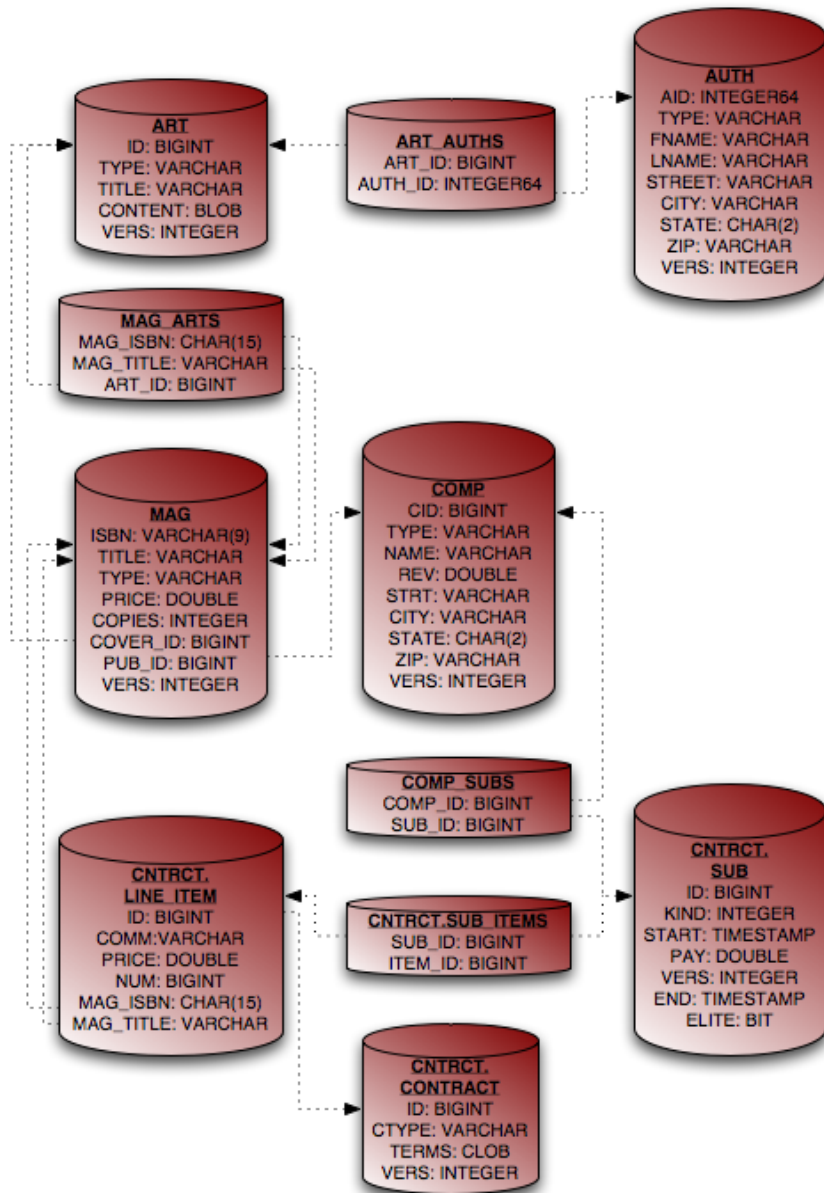 ART
ID: BIGINT
TYPE: VARCHAR
TITLE: VARCHAR
CONTENT: BLOB
VERS: INTEGER
ART_AUTHS
ART_ID: BIGINT
AUTH_ID: INTEGER64
AUTH
AID: INTEGER64
TYPE: VARCHAR
FNAME: VARCHAR
LNAME: VARCHAR
STREET: VARCHAR
CITY: VARCHAR
STATE: CHAR(2)
ZIP: VARCHAR
VERS: INTEGER
MAG_ARTS
MAG_ISBN: CHAR(15)
MAG_TITLE: VARCHAR
ART_ID: BIGINT
MAG
ISBN: VARCHAR(9)
TITLE: VARCHAR
TYPE: VARCHAR
PRICE: DOUBLE
COPIES: INTEGER
COVER_ID: BIGINT
PUB_ID: BIGINT
VERS: INTEGER
COMP
CID: BIGINT
TYPE: VARCHAR
NAME: VARCHAR
REV: DOUBLE
STRT: VARCHAR
CITY: VARCHAR
STATE: CHAR(2)
ZIP: VARCHAR
VERS: INTEGER
COMP_SUBS
COMP_ID: BIGINT
SUB_ID: BIGINT
CNTRCT.
LINE_ITEM
ID: BIGINT
COMM:VARCHAR
PRICE: DOUBLE
NUM: BIGINT
MAG_ISBN: CHAR(15)
MAG_TITLE: VARCHAR
CNTRCT.SUB_ITEMS
SUB_ID: BIGINT
ITEM_ID: BIGINT
CNTRCT.
SUB
ID: BIGINT
KIND: INTEGER
START: TIMESTAMP
PAY: DOUBLE
VERS: INTEGER
END: TIMESTAMP
ELITE: BIT
CNTRCT.
CONTRACT
ID: BIGINT
CTYPE: VARCHAR
TERMS: CLOB
VERS: INTEGER